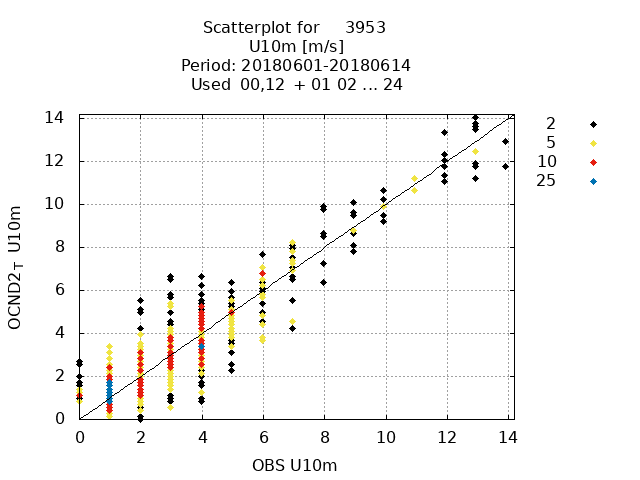 Scatterplot for 3953
U10m [m/s]
Period: 20180601-20180614
Used 00,12 + 01 02 ... 24
14
12
10
8
6
4
2
0
0 2 4 6 8 10 12 14
OCND2 T U10m
OBS U10m
2
5
10
25